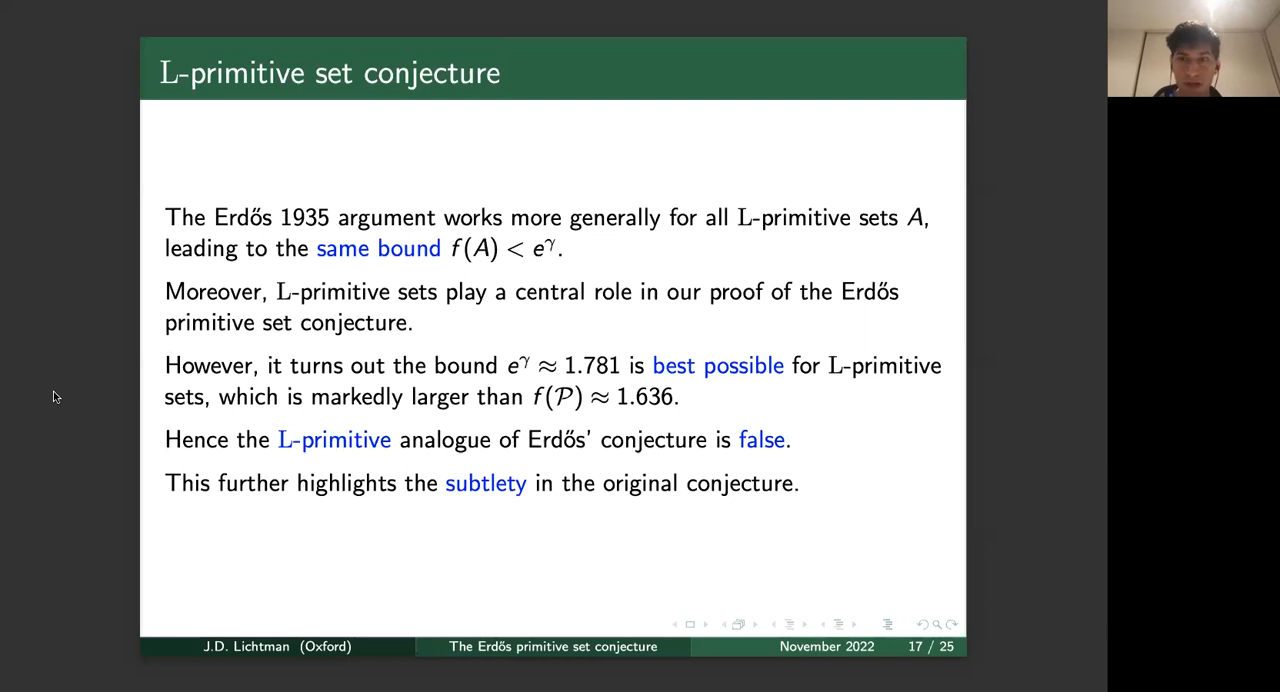 L-primitive set conjecture
The Erdős 1935 argument works more generally for all L-primitive sets A,
leading to the same bound f(A) < e^γ.
Moreover, L-primitive sets play a central role in our proof of the Erdős
primitive set conjecture.
However, it turns out the bound e^γ ≈ 1.781 is best possible for L-primitive
sets, which is markedly larger than f(𝒫) ≈ 1.636.
Hence the L-primitive analogue of Erdős' conjecture is false.
This further highlights the subtlety in the original conjecture.
J.D. Lichtman (Oxford) The Erdős primitive set conjecture November 2022 17 / 25